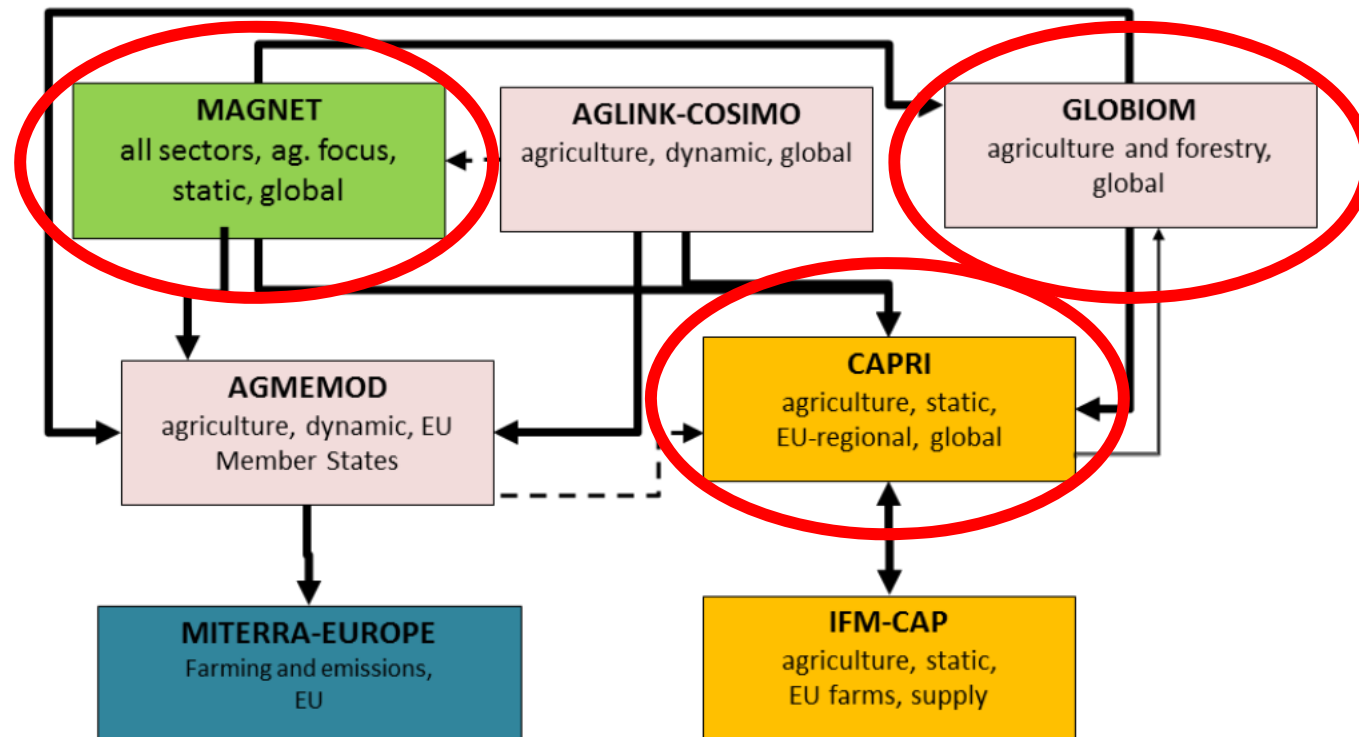 MAGNET
all sectors, ag. focus,
static, global
AGLINK-COSIMO
agriculture, dynamic, global
GLOBIOM
agriculture and forestry,
global
AGMEMOD
agriculture, dynamic, EU
Member States
CAPRI
agriculture, static,
EU-regional, global
MITERRA-EUROPE
Farming and emissions,
EU
IFM-CAP
agriculture, static,
EU farms, supply